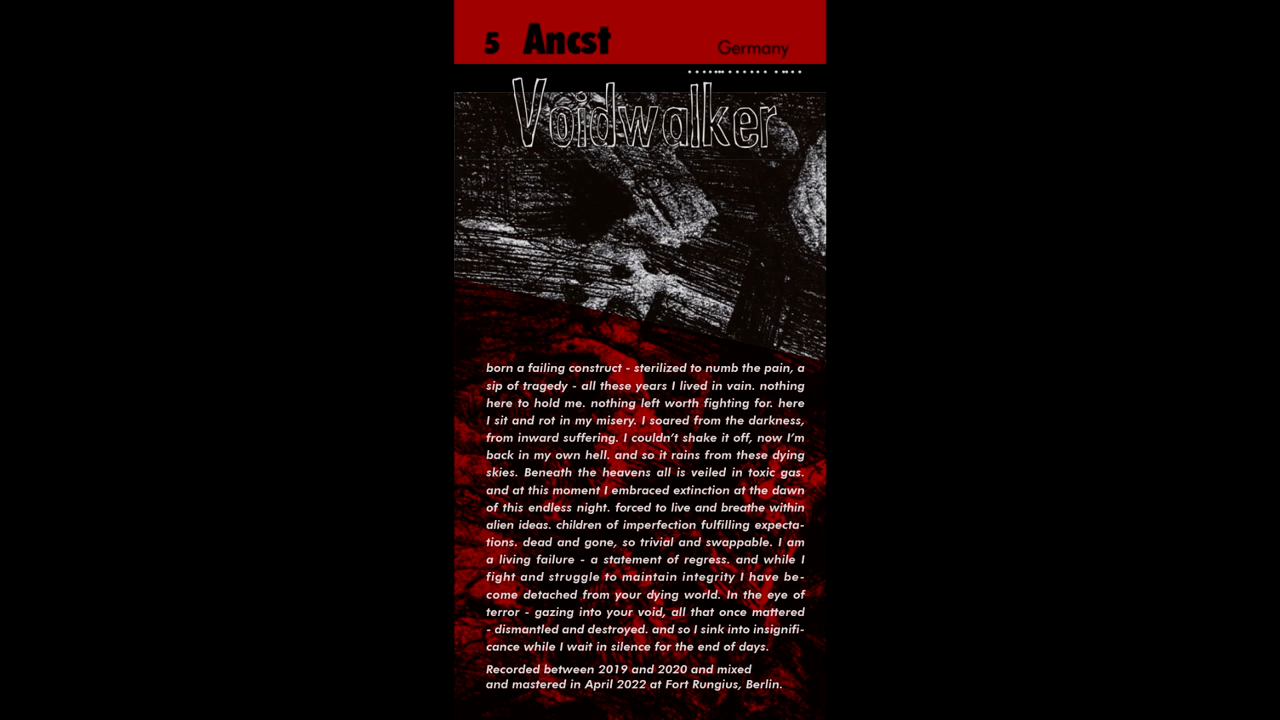 5 Ancst Germany
Voidwalker
born a failing construct - sterilized to numb the pain, a
sip of tragedy - all these years I lived in vain. nothing
here to hold me. nothing left worth fighting for. here
I sit and rot in my misery. I soared from the darkness,
from inward suffering. I couldn't shake it off, now I'm
back in my own hell. and so it rains from these dying
skies. Beneath the heavens all is veiled in toxic gas.
and at this moment I embraced extinction at the dawn
of this endless night. forced to live and breathe within
alien ideas. children of imperfection fulfilling expecta-
tions. dead and gone, so trivial and swappable. I am
a living failure - a statement of regress. and while I
fight and struggle to maintain integrity I have be-
come detached from your dying world. In the eye of
terror - gazing into your void, all that once mattered
- dismantled and destroyed. and so I sink into insignifi-
cance while I wait in silence for the end of days.
Recorded between 2019 and 2020 and mixed
and mastered in April 2022 at Fort Rungius, Berlin.